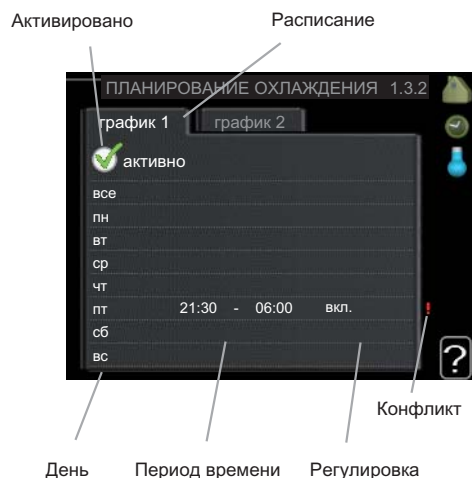 Активировано
Расписание
ПЛАНИРОВАНИЕ ОХЛАЖДЕНИЯ 1.3.2
график 1
график 2
активно
все
пн
вт
ср
чт
пт 21:30 - 06:00 вкл. !
сб
вс
?
Конфликт
День
Период времени
Регулировка